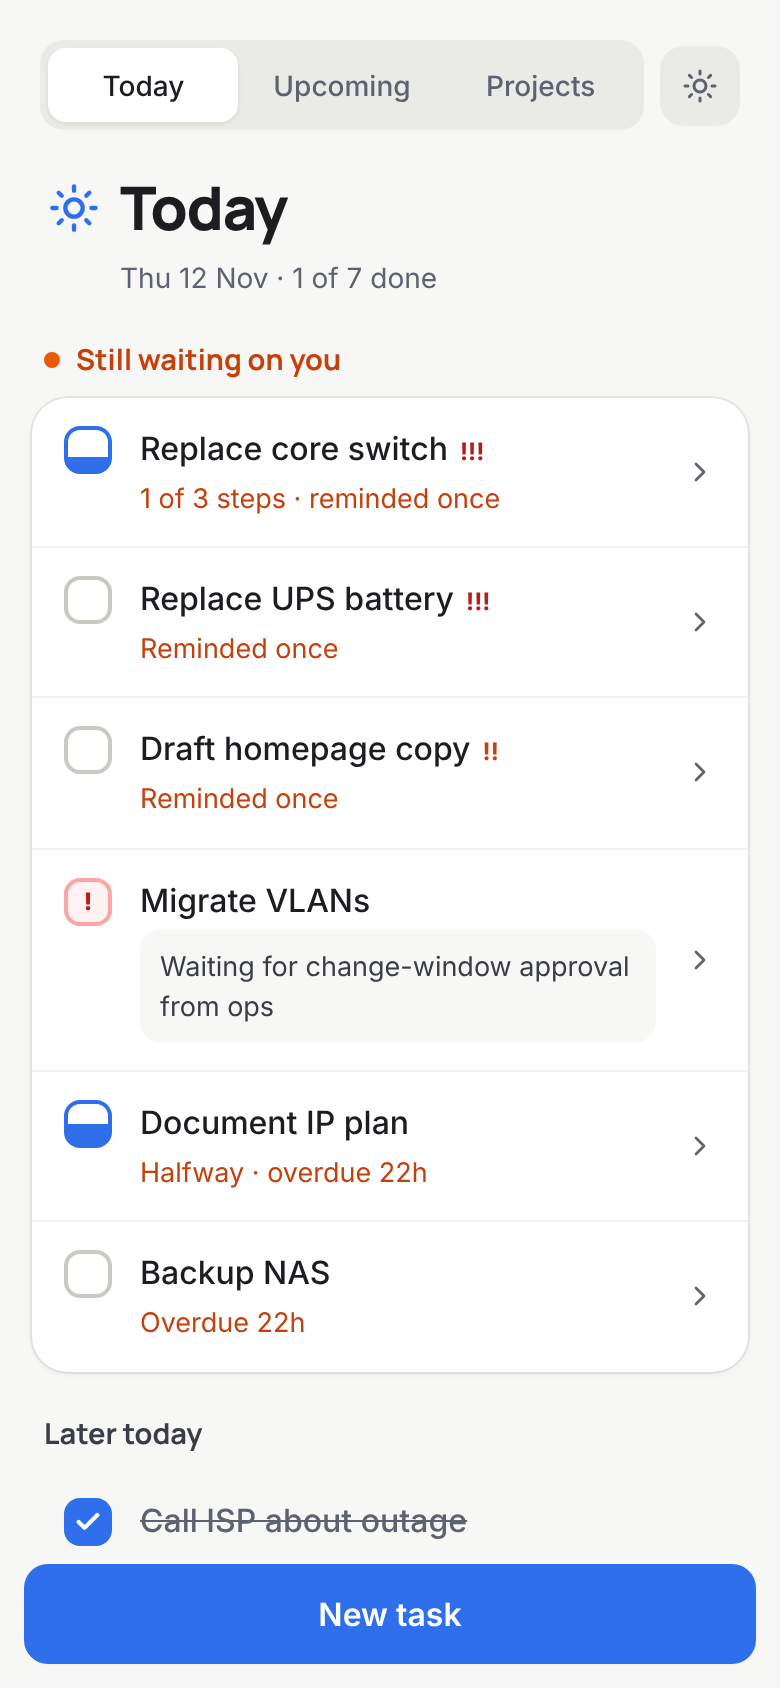 Today Upcoming Projects
Today
Thu 12 Nov · 1 of 7 done
Still waiting on you
Replace core switch !!!
1 of 3 steps · reminded once
Replace UPS battery !!!
Reminded once
Draft homepage copy !!
Reminded once
! Migrate VLANs
Waiting for change-window approval
from ops
Document IP plan
Halfway · overdue 22h
Backup NAS
Overdue 22h
Later today
Call ISP about outage
New task